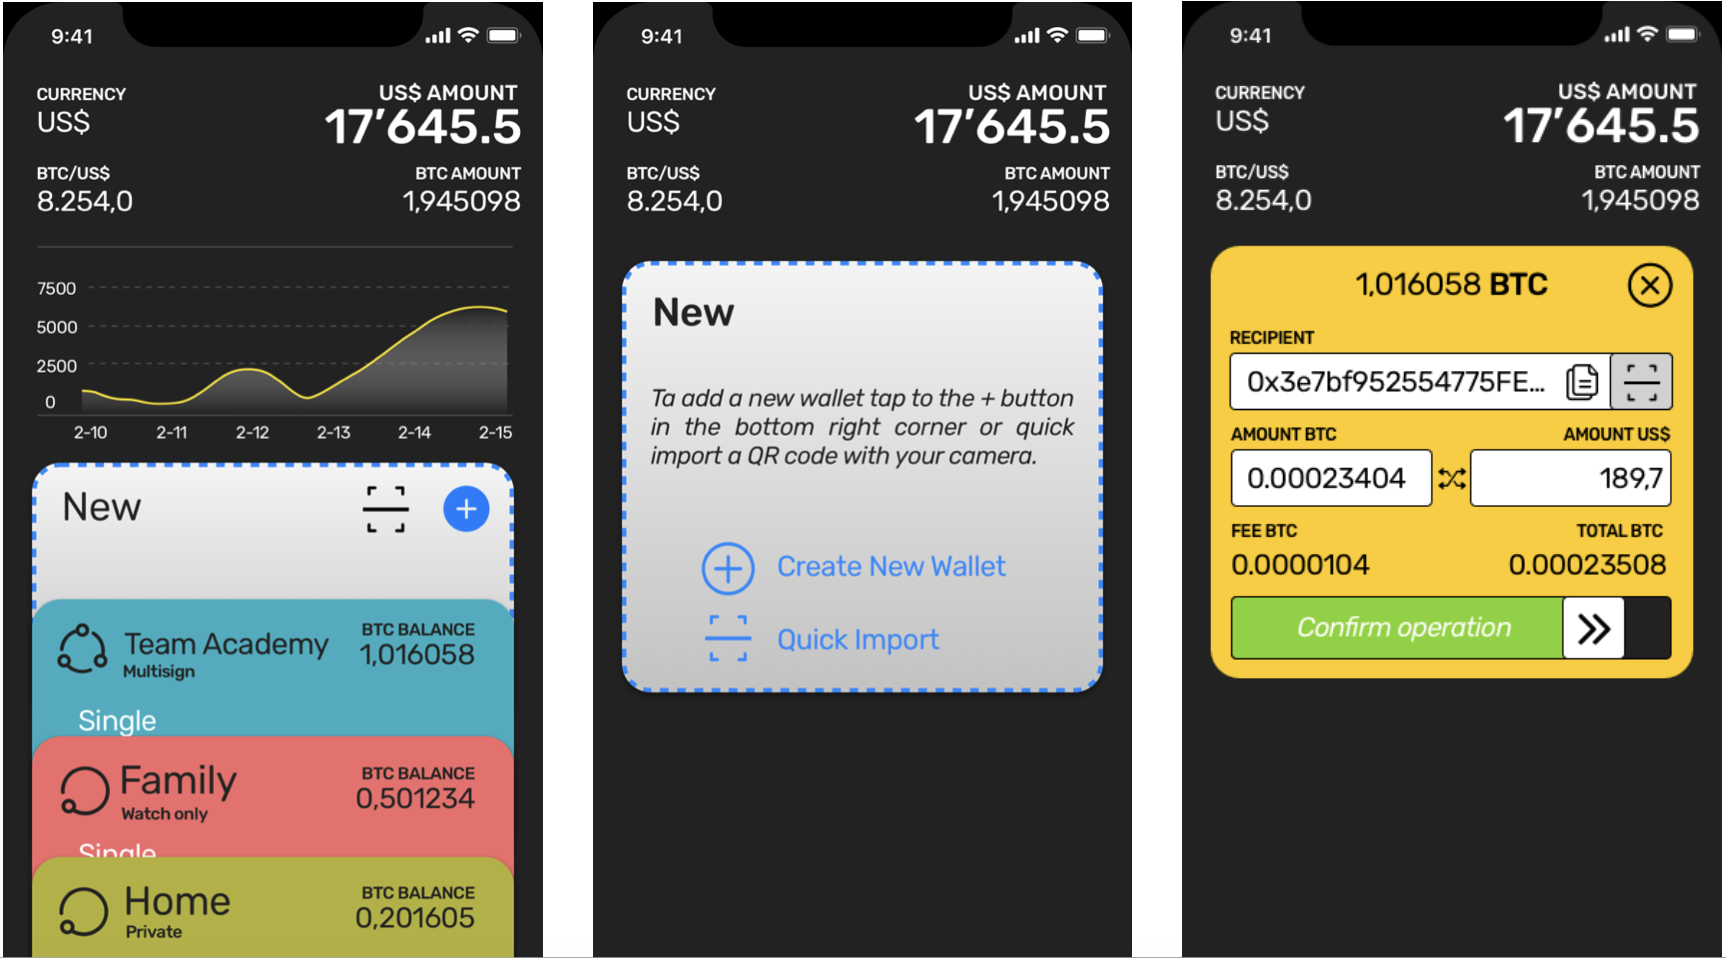 9:41
CURRENCY
US$ AMOUNT
US$
17’645.5
BTC/US$
BTC AMOUNT
8.254,0
1,945098
7500
5000
2500
0
2-10 2-11 2-12 2-13 2-14 2-15
New
Team Academy
Multisign
BTC BALANCE
1,016058
Single
Family
Watch only
BTC BALANCE
0,501234
Single
Home
Private
BTC BALANCE
0,201605
9:41
CURRENCY
US$ AMOUNT
US$
17’645.5
BTC/US$
BTC AMOUNT
8.254,0
1,945098
New
Ta add a new wallet tap to the + button
in the bottom right corner or quick
import a QR code with your camera.
Create New Wallet
Quick Import
9:41
CURRENCY
US$ AMOUNT
US$
17’645.5
BTC/US$
BTC AMOUNT
8.254,0
1,945098
1,016058 BTC
RECIPIENT
0x3e7bf952554775FE...
AMOUNT BTC
AMOUNT US$
0.00023404
189,7
FEE BTC
TOTAL BTC
0.0000104
0.00023508
Confirm operation